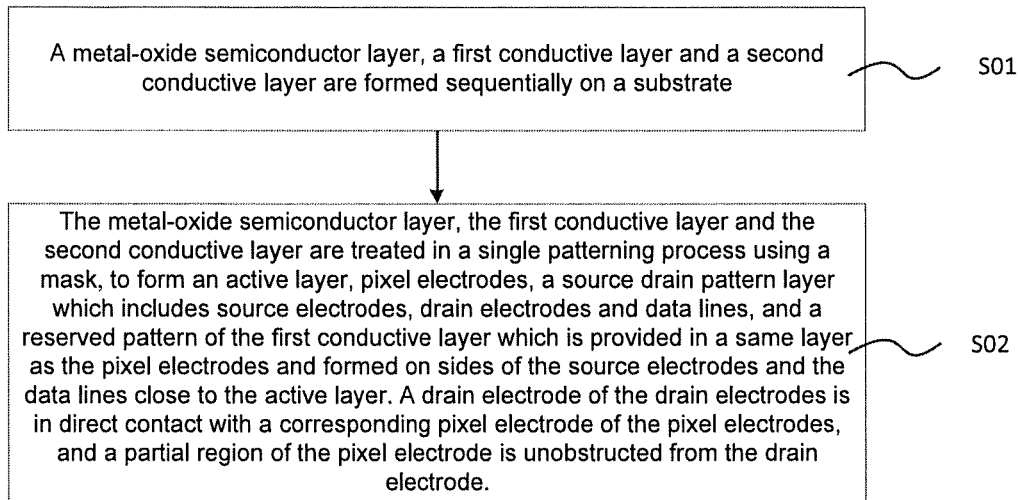 A metal-oxide semiconductor layer, a first conductive layer and a second
conductive layer are formed sequentially on a substrate
S01
The metal-oxide semiconductor layer, the first conductive layer and the
second conductive layer are treated in a single patterning process using a
mask, to form an active layer, pixel electrodes, a source drain pattern layer
which includes source electrodes, drain electrodes and data lines, and a
reserved pattern of the first conductive layer which is provided in a same layer
as the pixel electrodes and formed on sides of the source electrodes and the
data lines close to the active layer. A drain electrode of the drain electrodes is
in direct contact with a corresponding pixel electrode of the pixel electrodes,
and a partial region of the pixel electrode is unobstructed from the drain
electrode.
S02